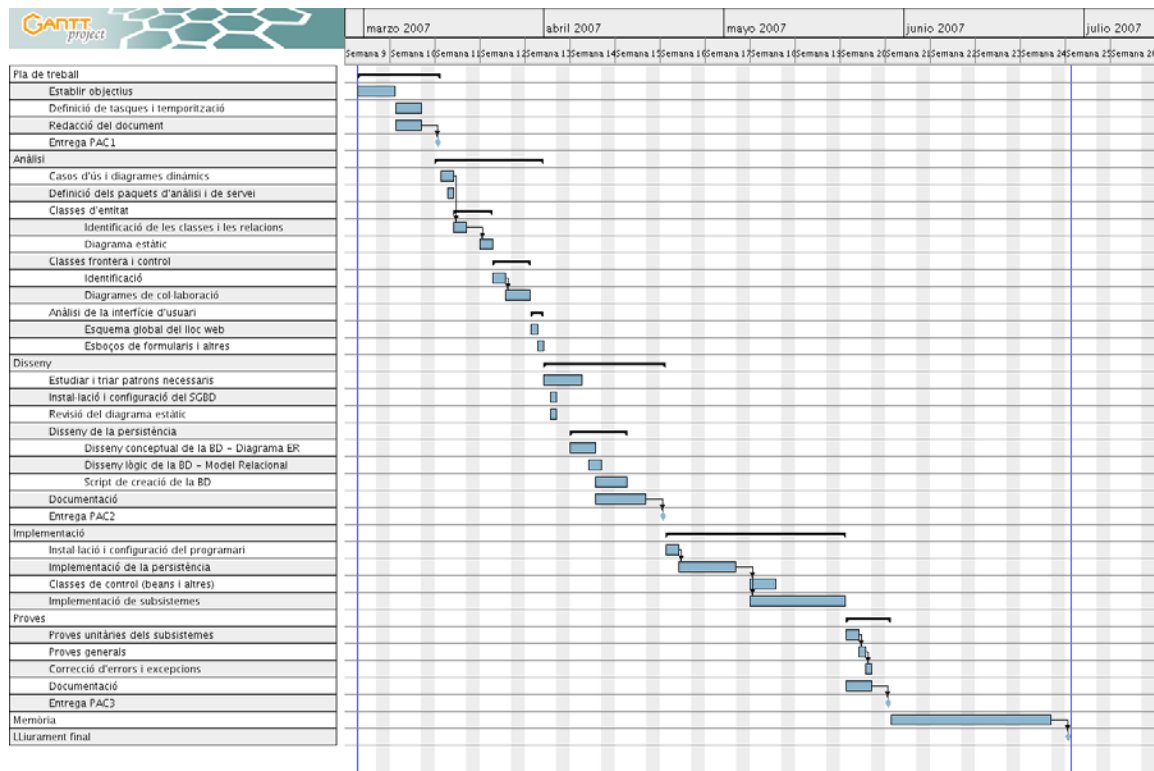 GANTT
project
marzo 2007 abril 2007 mayo 2007 junio 2007 julio 2007
Semana 9 Semana 10 Semana 11 Semana 12 Semana 13 Semana 14 Semana 15 Semana 16 Semana 17 Semana 18 Semana 19 Semana 20 Semana 21 Semana 22 Semana 23 Semana 24 Semana 25 Semana 26
Pla de treball
Establir objectius
Definició de tasques i temporització
Redacció del document
Entrega PAC1
Anàlisi
Casos d'ús i diagrames dinàmics
Definició dels paquets d'anàlisi i de servei
Classes d'entitat
Identificació de les classes i les relacions
Diagrama estàtic
Classes frontera i control
Identificació
Diagrames de col·laboració
Anàlisi de la interfície d'usuari
Esquema global del lloc web
Esboços de formularis i altres
Disseny
Estudiar i triar patrons necessaris
Instal·lació i configuració del SGBD
Revisió del diagrama estàtic
Disseny de la persistència
Disseny conceptual de la BD - Diagrama ER
Disseny lògic de la BD - Model Relacional
Script de creació de la BD
Documentació
Entrega PAC2
Implementació
Instal·lació i configuració del programari
Implementació de la persistència
Classes de control (beans i altres)
Implementació de subsistemes
Proves
Proves unitàries dels subsistemes
Proves generals
Correcció d'errors i excepcions
Documentació
Entrega PAC3
Memòria
LLiurament final